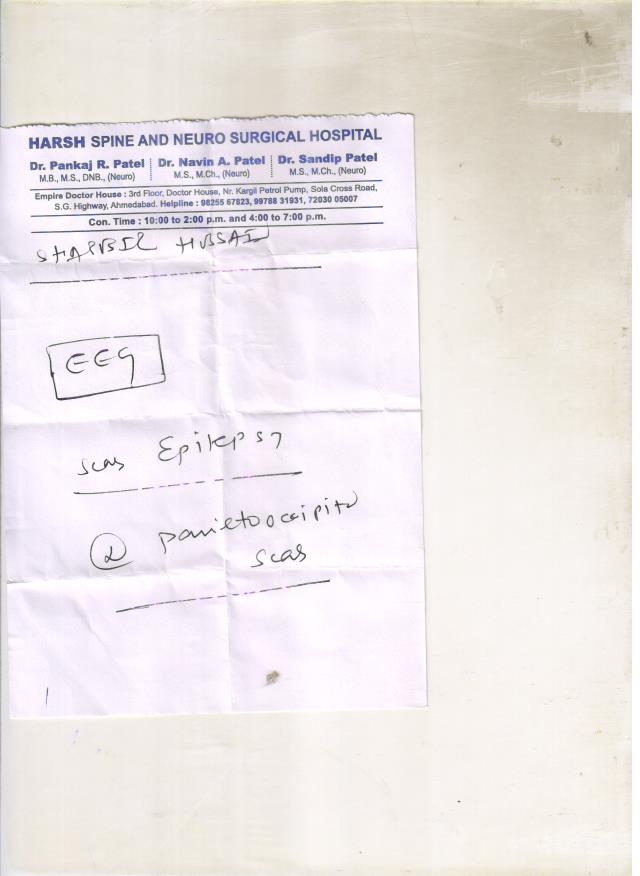 HARSH SPINE AND NEURO SURGICAL HOSPITAL
Dr. Pankaj R. Patel Dr. Navin A. Patel Dr. Sandip Patel
M.B., M.S., DNB., (Neuro) M.S., M.Ch., (Neuro) M.S., M.Ch., (Neuro)
Empire Doctor House : 3rd Floor, Doctor House, Nr. Kargil Petrol Pump, Sola Cross Road,
S.G. Highway, Ahmedabad. Helpline : 98255 67823, 99788 31931, 72030 05007
Con. Time : 10:00 to 2:00 p.m. and 4:00 to 7:00 p.m.
EEG
scar Epilepsy
parietooccipital
scar